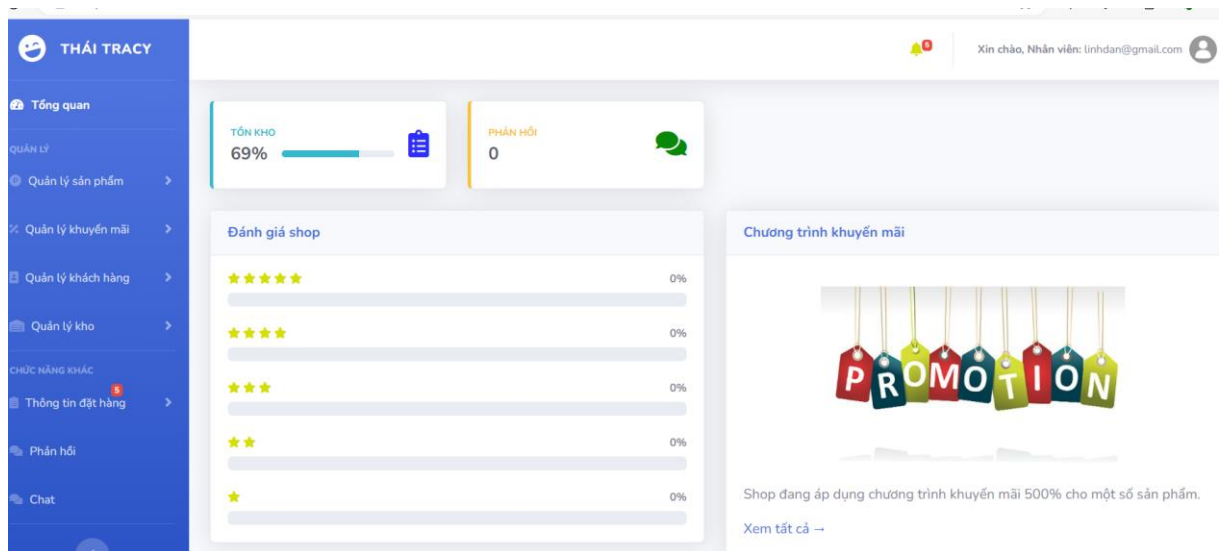 THÁI TRACY
5
Xin chào, Nhân viên: linhdan@gmail.com
Tổng quan
QUẢN LÝ
Quản lý sản phẩm
Quản lý khuyến mãi
Quản lý khách hàng
Quản lý kho
CHỨC NĂNG KHÁC
5
Thông tin đặt hàng
Phản hồi
Chat
TỒN KHO
69%
PHẢN HỒI
0
Đánh giá shop
0%
0%
0%
0%
0%
Chương trình khuyến mãi
PROMOTION
Shop đang áp dụng chương trình khuyến mãi 500% cho một số sản phẩm.
Xem tất cả →